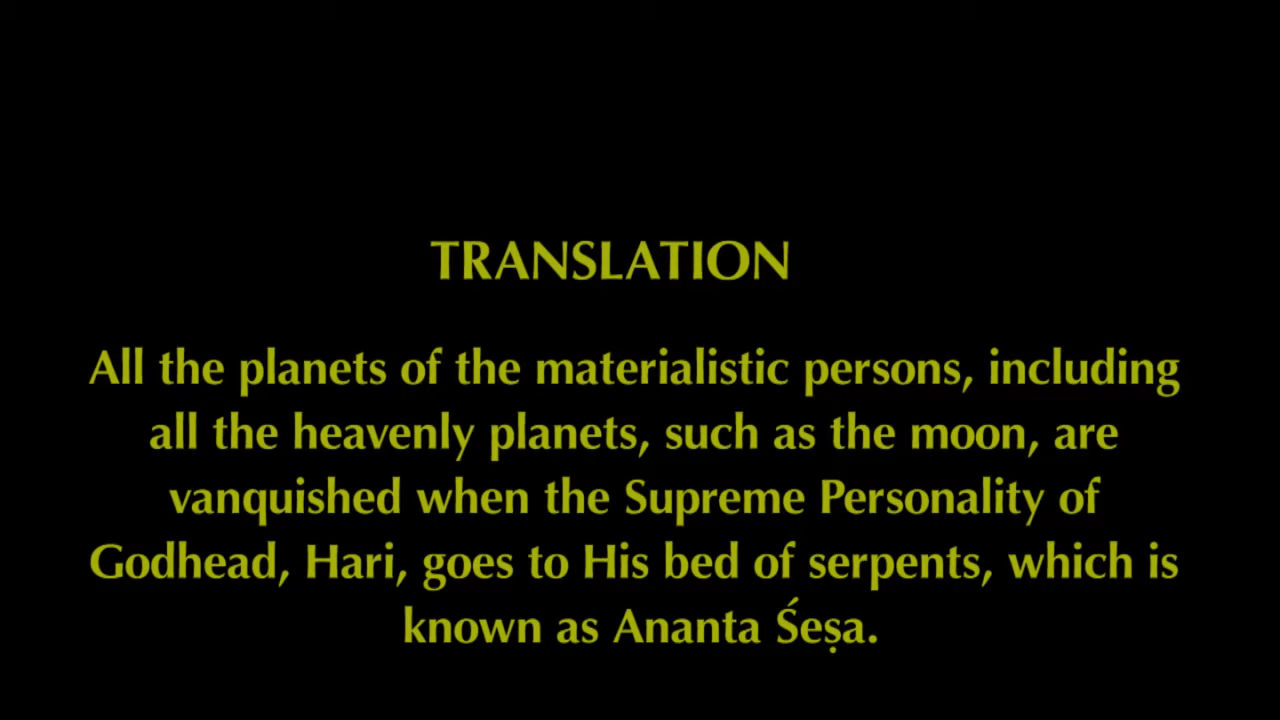 TRANSLATION
All the planets of the materialistic persons, including
all the heavenly planets, such as the moon, are
vanquished when the Supreme Personality of
Godhead, Hari, goes to His bed of serpents, which is
known as Ananta Śeṣa.